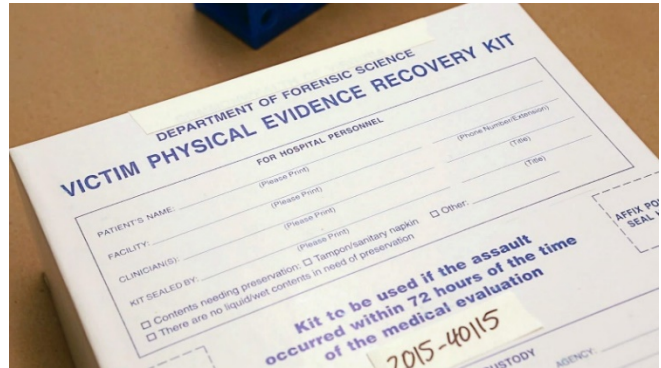 DEPARTMENT OF FORENSIC SCIENCE
VICTIM PHYSICAL EVIDENCE RECOVERY KIT
FOR HOSPITAL PERSONNEL
PATIENT'S NAME:
(Please Print) (Phone Number/Extension)
FACILITY:
(Please Print) (Title)
CLINICIAN(S):
(Please Print) (Title)
KIT SEALED BY:
(Please Print)
☐ Contents needing preservation: ☐ Tampon/sanitary napkin ☐ Other:
☐ There are no liquid/wet contents in need of preservation
AFFIX
SEAL
Kit to be used if the assault
occurred within 72 hours of the time
of the medical evaluation
2015-40115
CUSTODY
AGENCY: